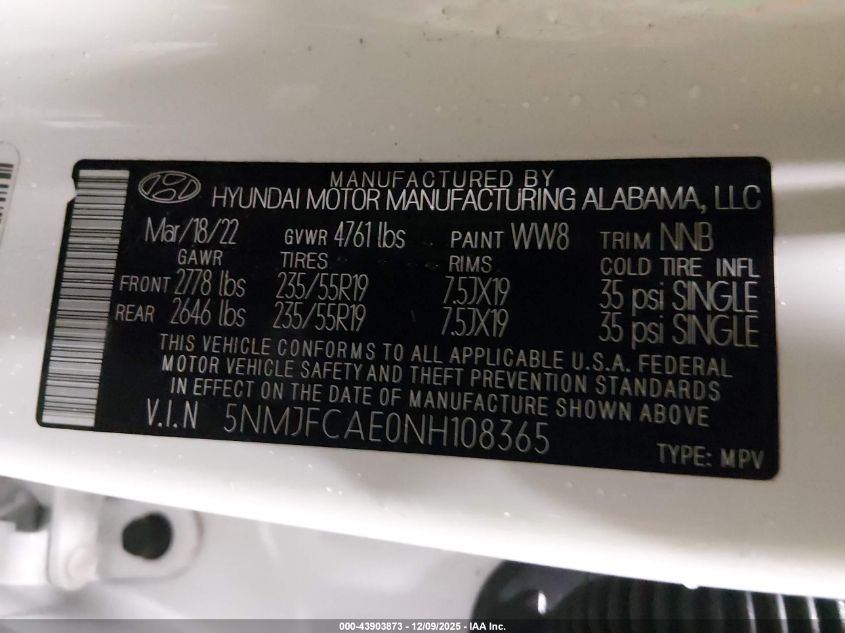 MANUFACTURED BY
HYUNDAI MOTOR MANUFACTURING ALABAMA, LLC
Mar/18/22 GVWR 4761 lbs PAINT WW8 TRIM NNB
GAWR TIRES RIMS COLD TIRE INFL
FRONT 2778 lbs 235/55R19 7.5JX19 35 psi SINGLE
REAR 2646 lbs 235/55R19 7.5JX19 35 psi SINGLE
THIS VEHICLE CONFORMS TO ALL APPLICABLE U.S.A. FEDERAL
MOTOR VEHICLE SAFETY AND THEFT PREVENTION STANDARDS
IN EFFECT ON THE DATE OF MANUFACTURE SHOWN ABOVE
V.I.N 5NMJFCAE0NH108365
TYPE: MPV
000-43903873 - 12/09/2025 - IAA Inc.